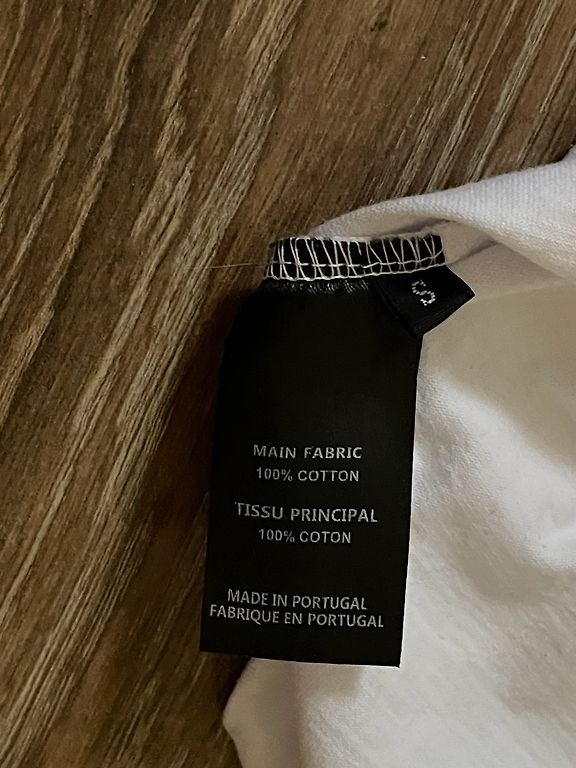 S
MAIN FABRIC
100% COTTON
TISSU PRINCIPAL
100% COTON
MADE IN PORTUGAL
FABRIQUE EN PORTUGAL